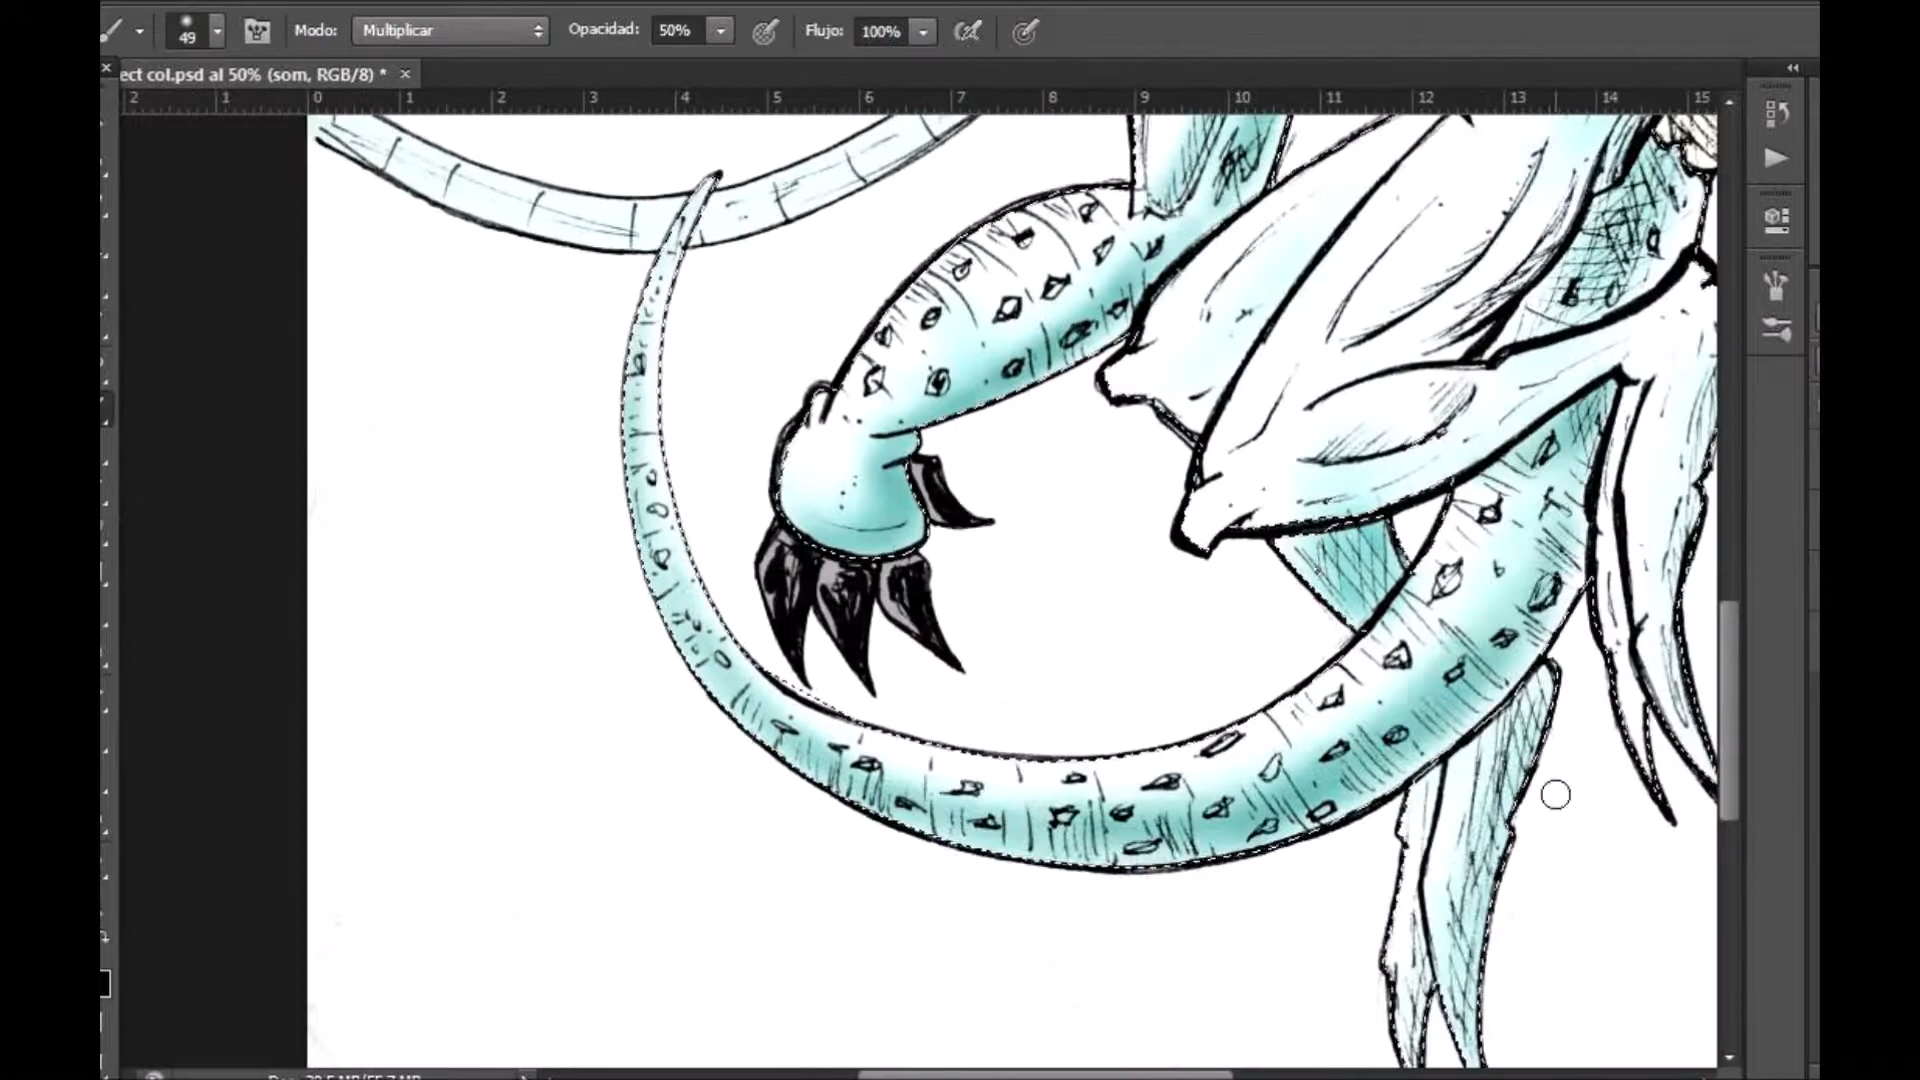 49 Modo: Multiplicar Opacidad: 50% Flujo: 100%
ect col.psd al 50% (som, RGB/8) * ×
2 1 0 1 2 3 4 5 6 7 8 9 10 11 12 13 14 15